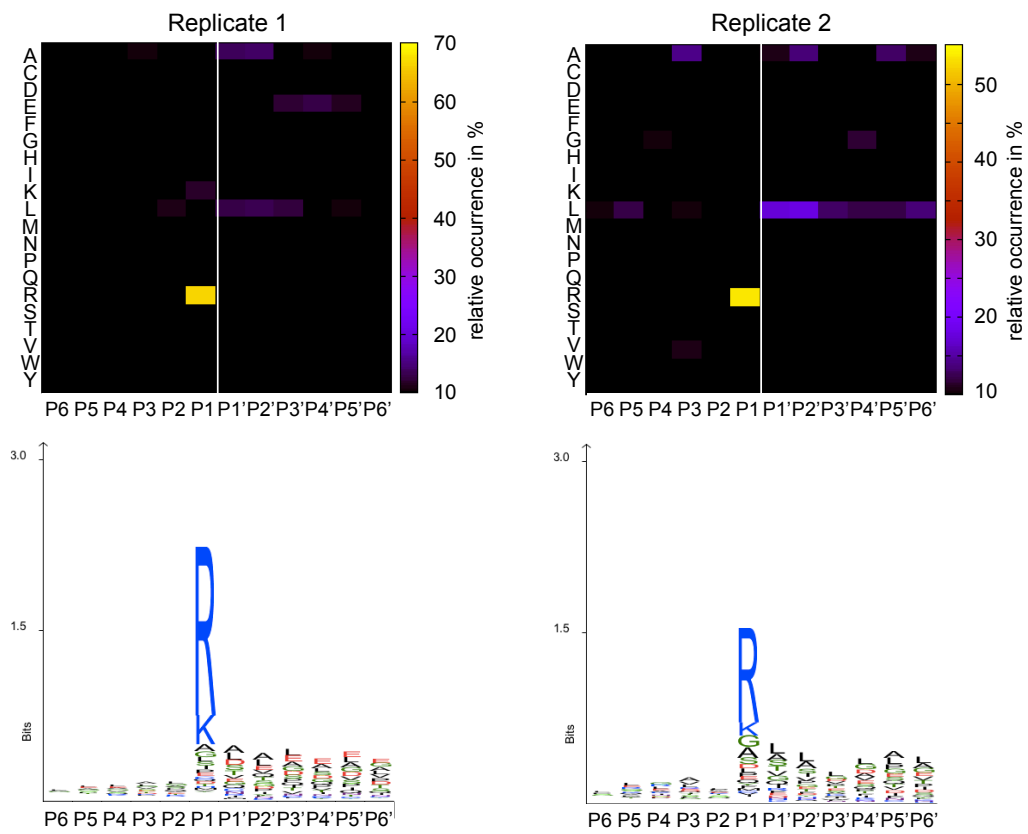 Replicate 1
A
C
D
E
F
G
H
I
K
L
M
N
P
Q
R
S
T
V
W
Y
P6 P5 P4 P3 P2 P1 P1' P2' P3' P4' P5' P6'
70
60
50
40
30
20
10
relative occurrence in %
Replicate 2
A
C
D
E
F
G
H
I
K
L
M
N
P
Q
R
S
T
V
W
Y
P6 P5 P4 P3 P2 P1 P1' P2' P3' P4' P5' P6'
50
40
30
20
10
relative occurrence in %
3.0
1.5
Bits
R
K
P6 P5 P4 P3 P2 P1 P1' P2' P3' P4' P5' P6'
3.0
1.5
Bits
R
K
G
P6 P5 P4 P3 P2 P1 P1' P2' P3' P4' P5' P6'